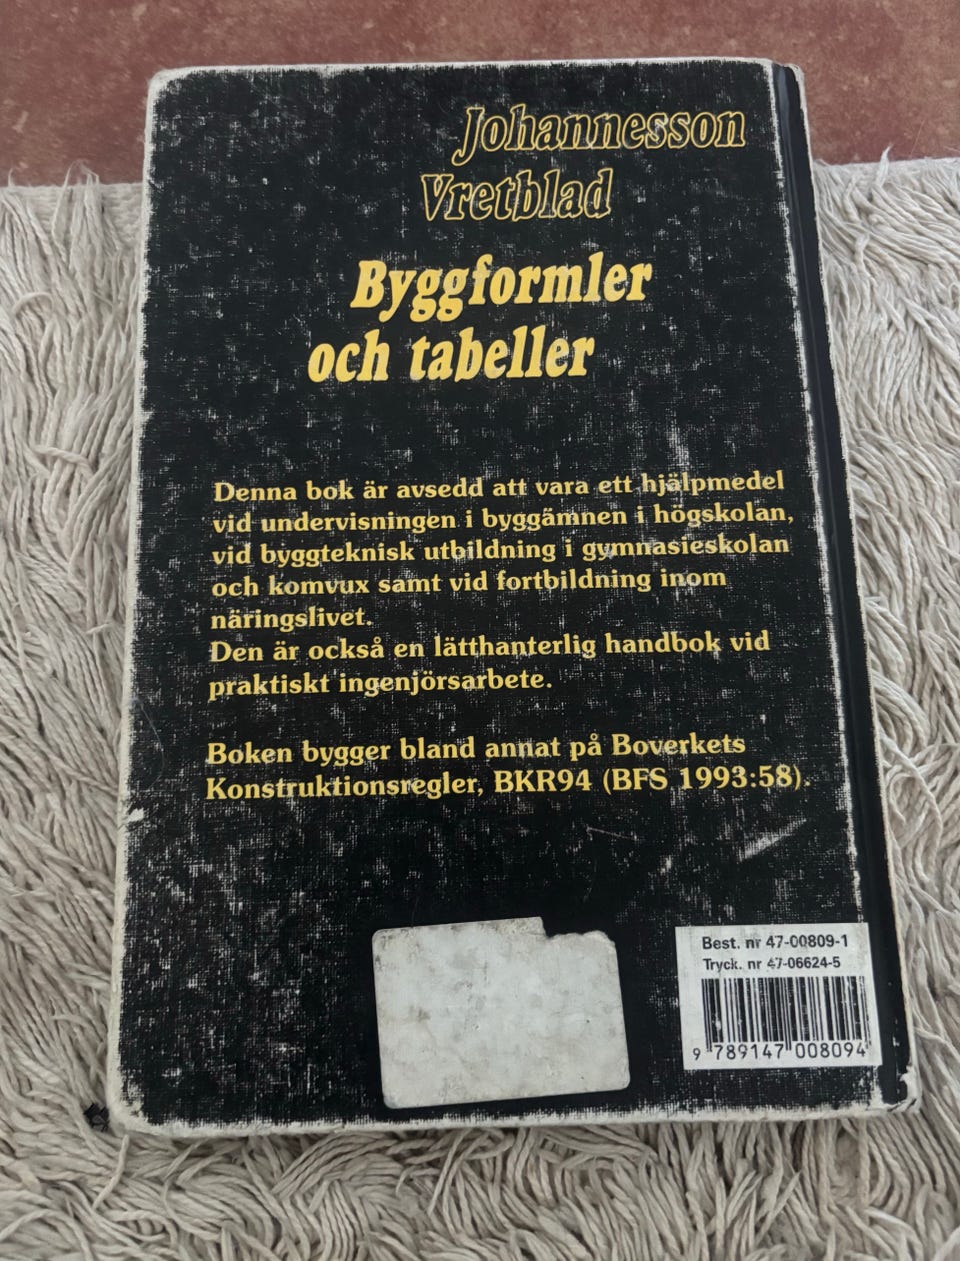 Johannesson
Vretblad
Byggformler
och tabeller
Denna bok är avsedd att vara ett hjälpmedel
vid undervisningen i byggämnen i högskolan,
vid byggteknisk utbildning i gymnasieskolan
och komvux samt vid fortbildning inom
näringslivet.
Den är också en lätthanterlig handbok vid
praktiskt ingenjörsarbete.
Boken bygger bland annat på Boverkets
Konstruktionsregler, BKR94 (BFS 1993:58).
Best. nr 47-00809-1
Tryck. nr 47-06624-5
9 789147 008094